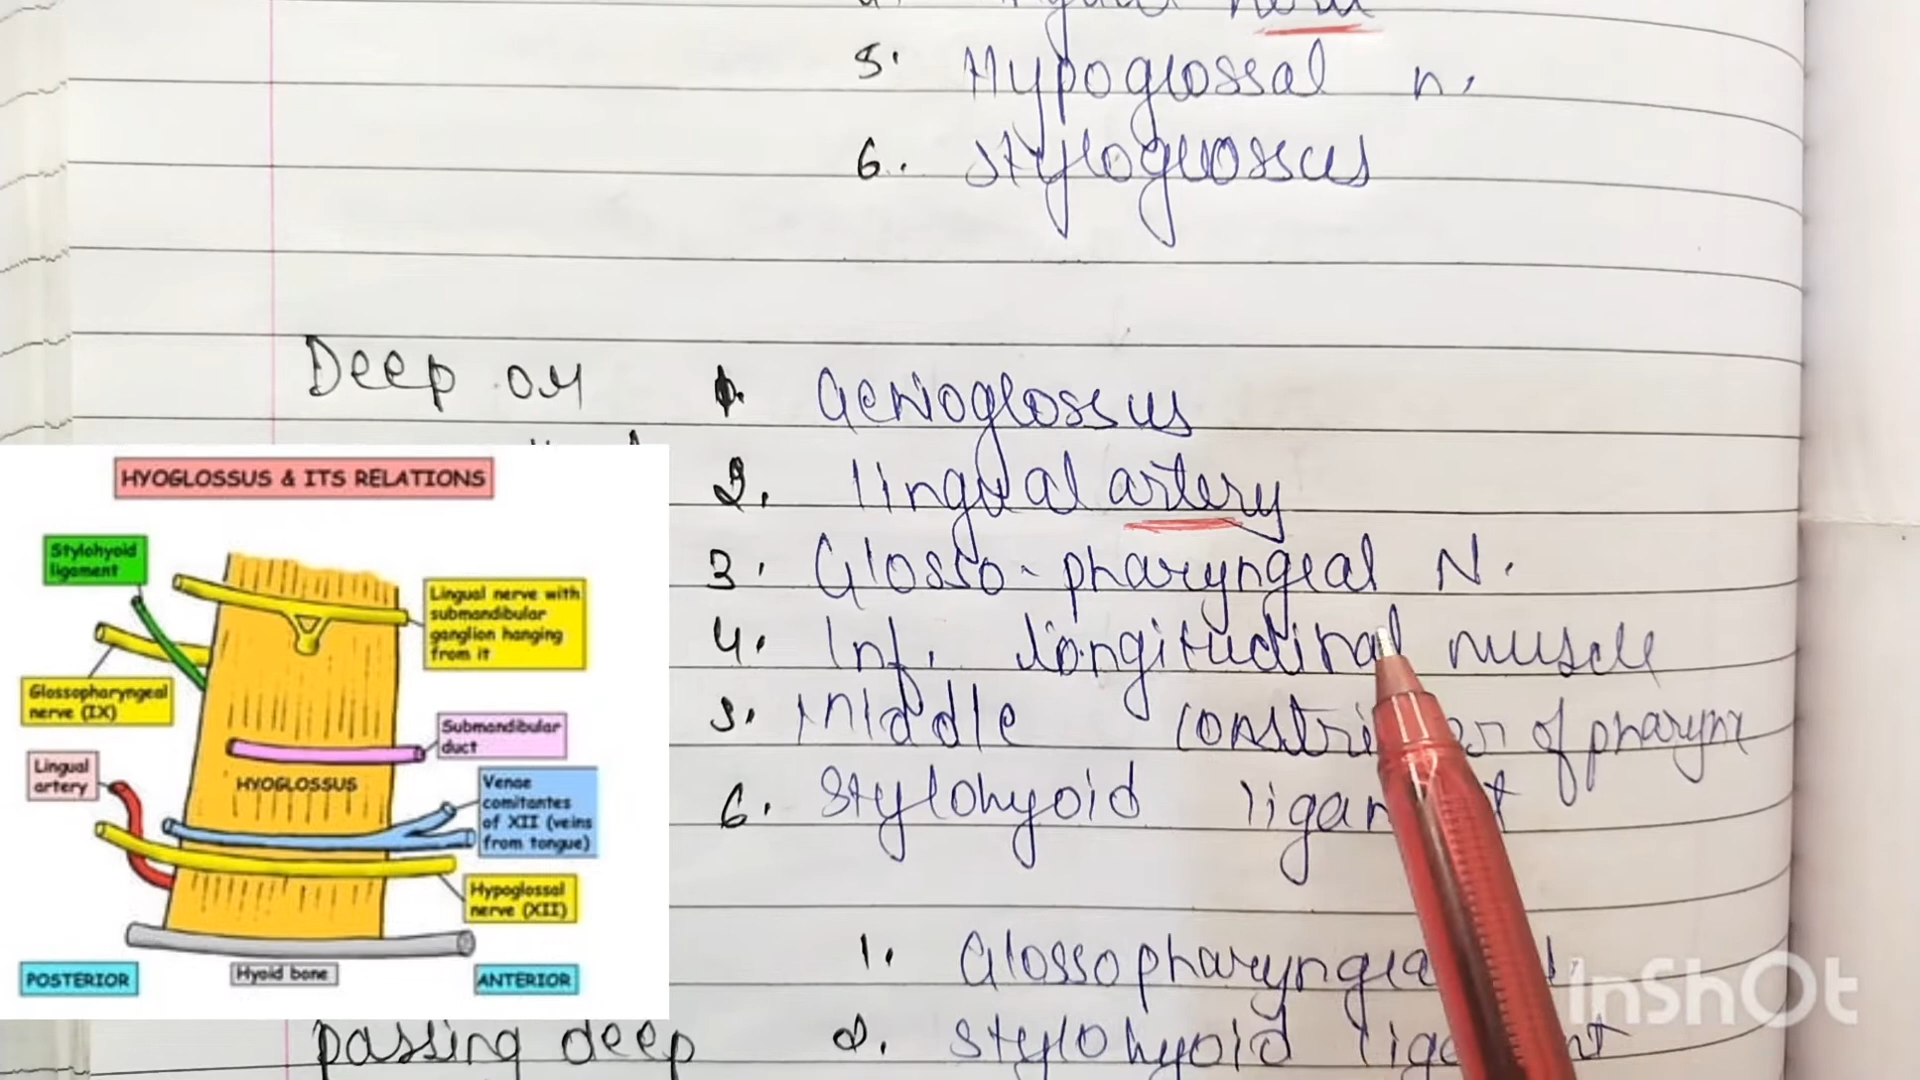 5. Hypoglossal n.
6. Styloglossus
Deep or
1. Genioglossus
2. lingual artery
3. Glosso-pharyngeal N.
4. Inf. longitudinal muscle
5. Middle of pharynx
6. Stylohyoid
HYOGLOSSUS & ITS RELATIONS
Stylohyoid
ligament
Lingual nerve with
submandibular
ganglion hanging
from it
Glossopharyngeal
nerve (IX)
Submandibular
duct
Lingual
artery
HYOGLOSSUS
Venae
comitantes
of XII (veins
from tongue)
Hypoglossal
nerve (XII)
POSTERIOR
Hyoid bone
ANTERIOR
1.
passing deep
2. Stylohyoid
InShOt